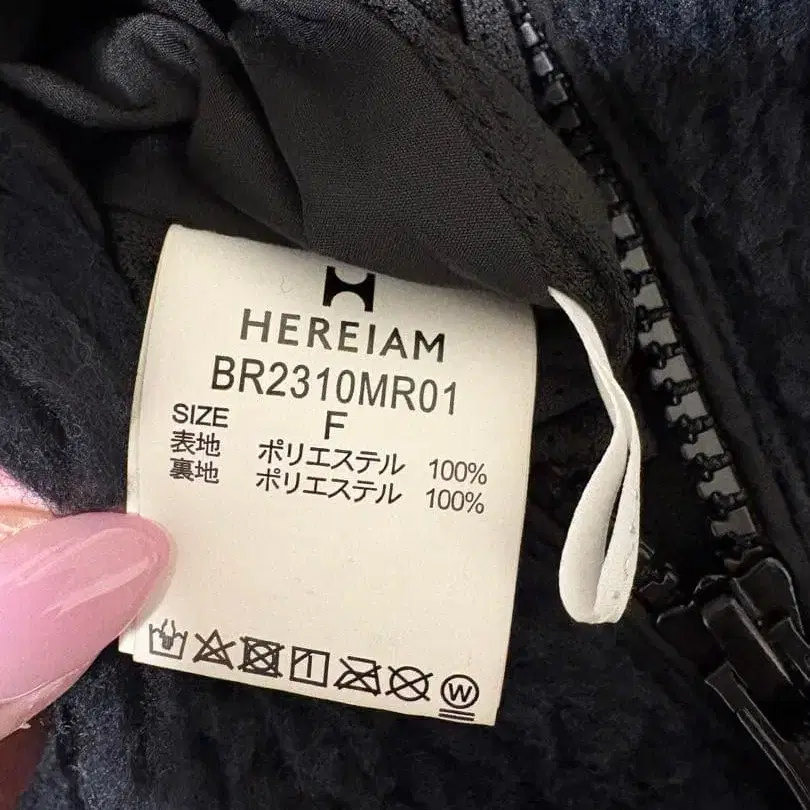 HEREIAM
BR2310MR01
SIZE F
表地 ポリエステル 100%
裏地 ポリエステル 100%
W